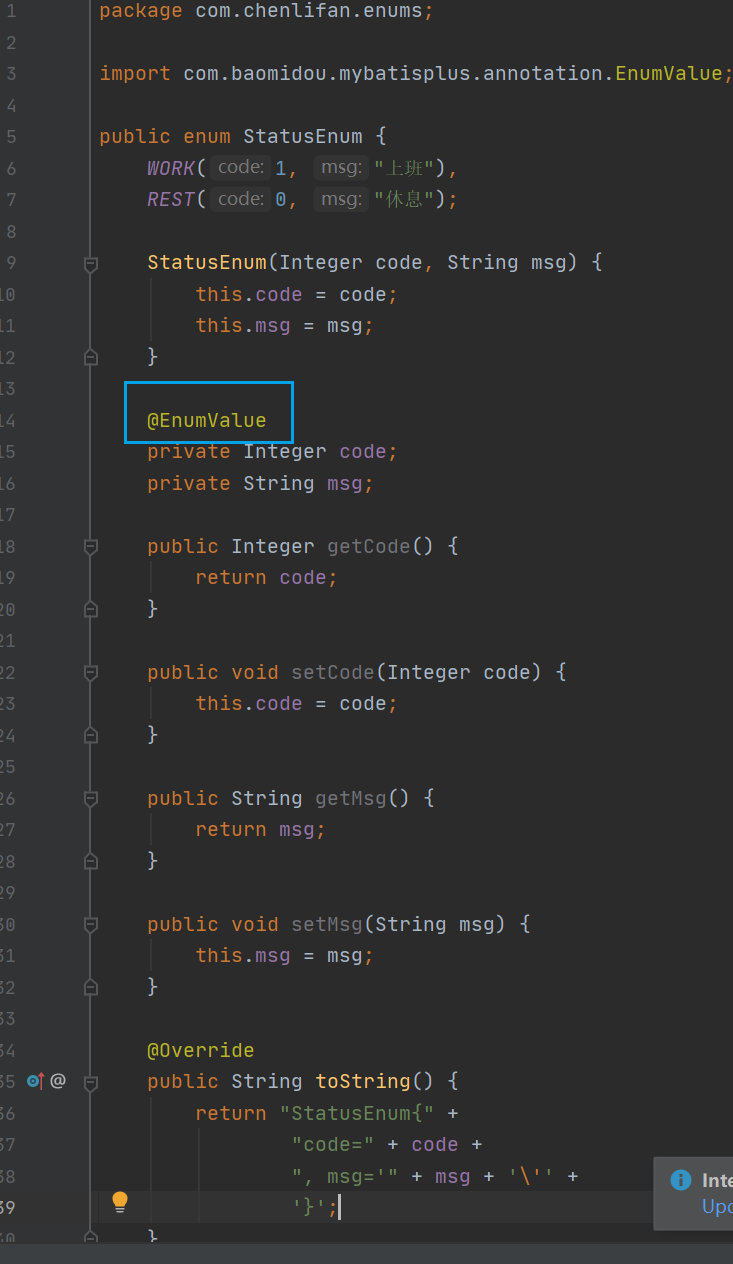 1 package com.chenlifan.enums;
2
3 import com.baomidou.mybatisplus.annotation.EnumValue;
4
5 public enum StatusEnum {
6 WORK( code: 1, msg: "上班"),
7 REST( code: 0, msg: "休息");
8
9 StatusEnum(Integer code, String msg) {
10 this.code = code;
11 this.msg = msg;
12 }
13
14 @EnumValue
15 private Integer code;
16 private String msg;
17
18 public Integer getCode() {
19 return code;
20 }
21
22 public void setCode(Integer code) {
23 this.code = code;
24 }
25
26 public String getMsg() {
27 return msg;
28 }
29
30 public void setMsg(String msg) {
31 this.msg = msg;
32 }
33
34 @Override
35 @ public String toString() {
36 return "StatusEnum{" +
37 "code=" + code +
38 ", msg='" + msg + '\'' +
39 '}';
40 }